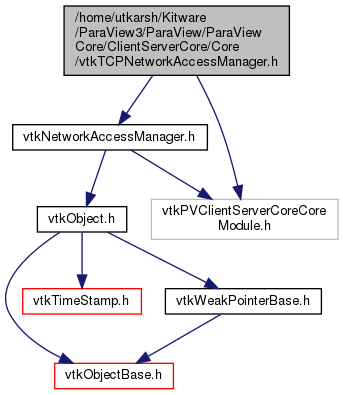 /home/utkarsh/Kitware
/ParaView3/ParaView/ParaView
Core/ClientServerCore/Core
/vtkTCPNetworkAccessManager.h
vtkNetworkAccessManager.h
vtkPVClientServerCoreCore
Module.h
vtkObject.h
vtkTimeStamp.h
vtkWeakPointerBase.h
vtkObjectBase.h